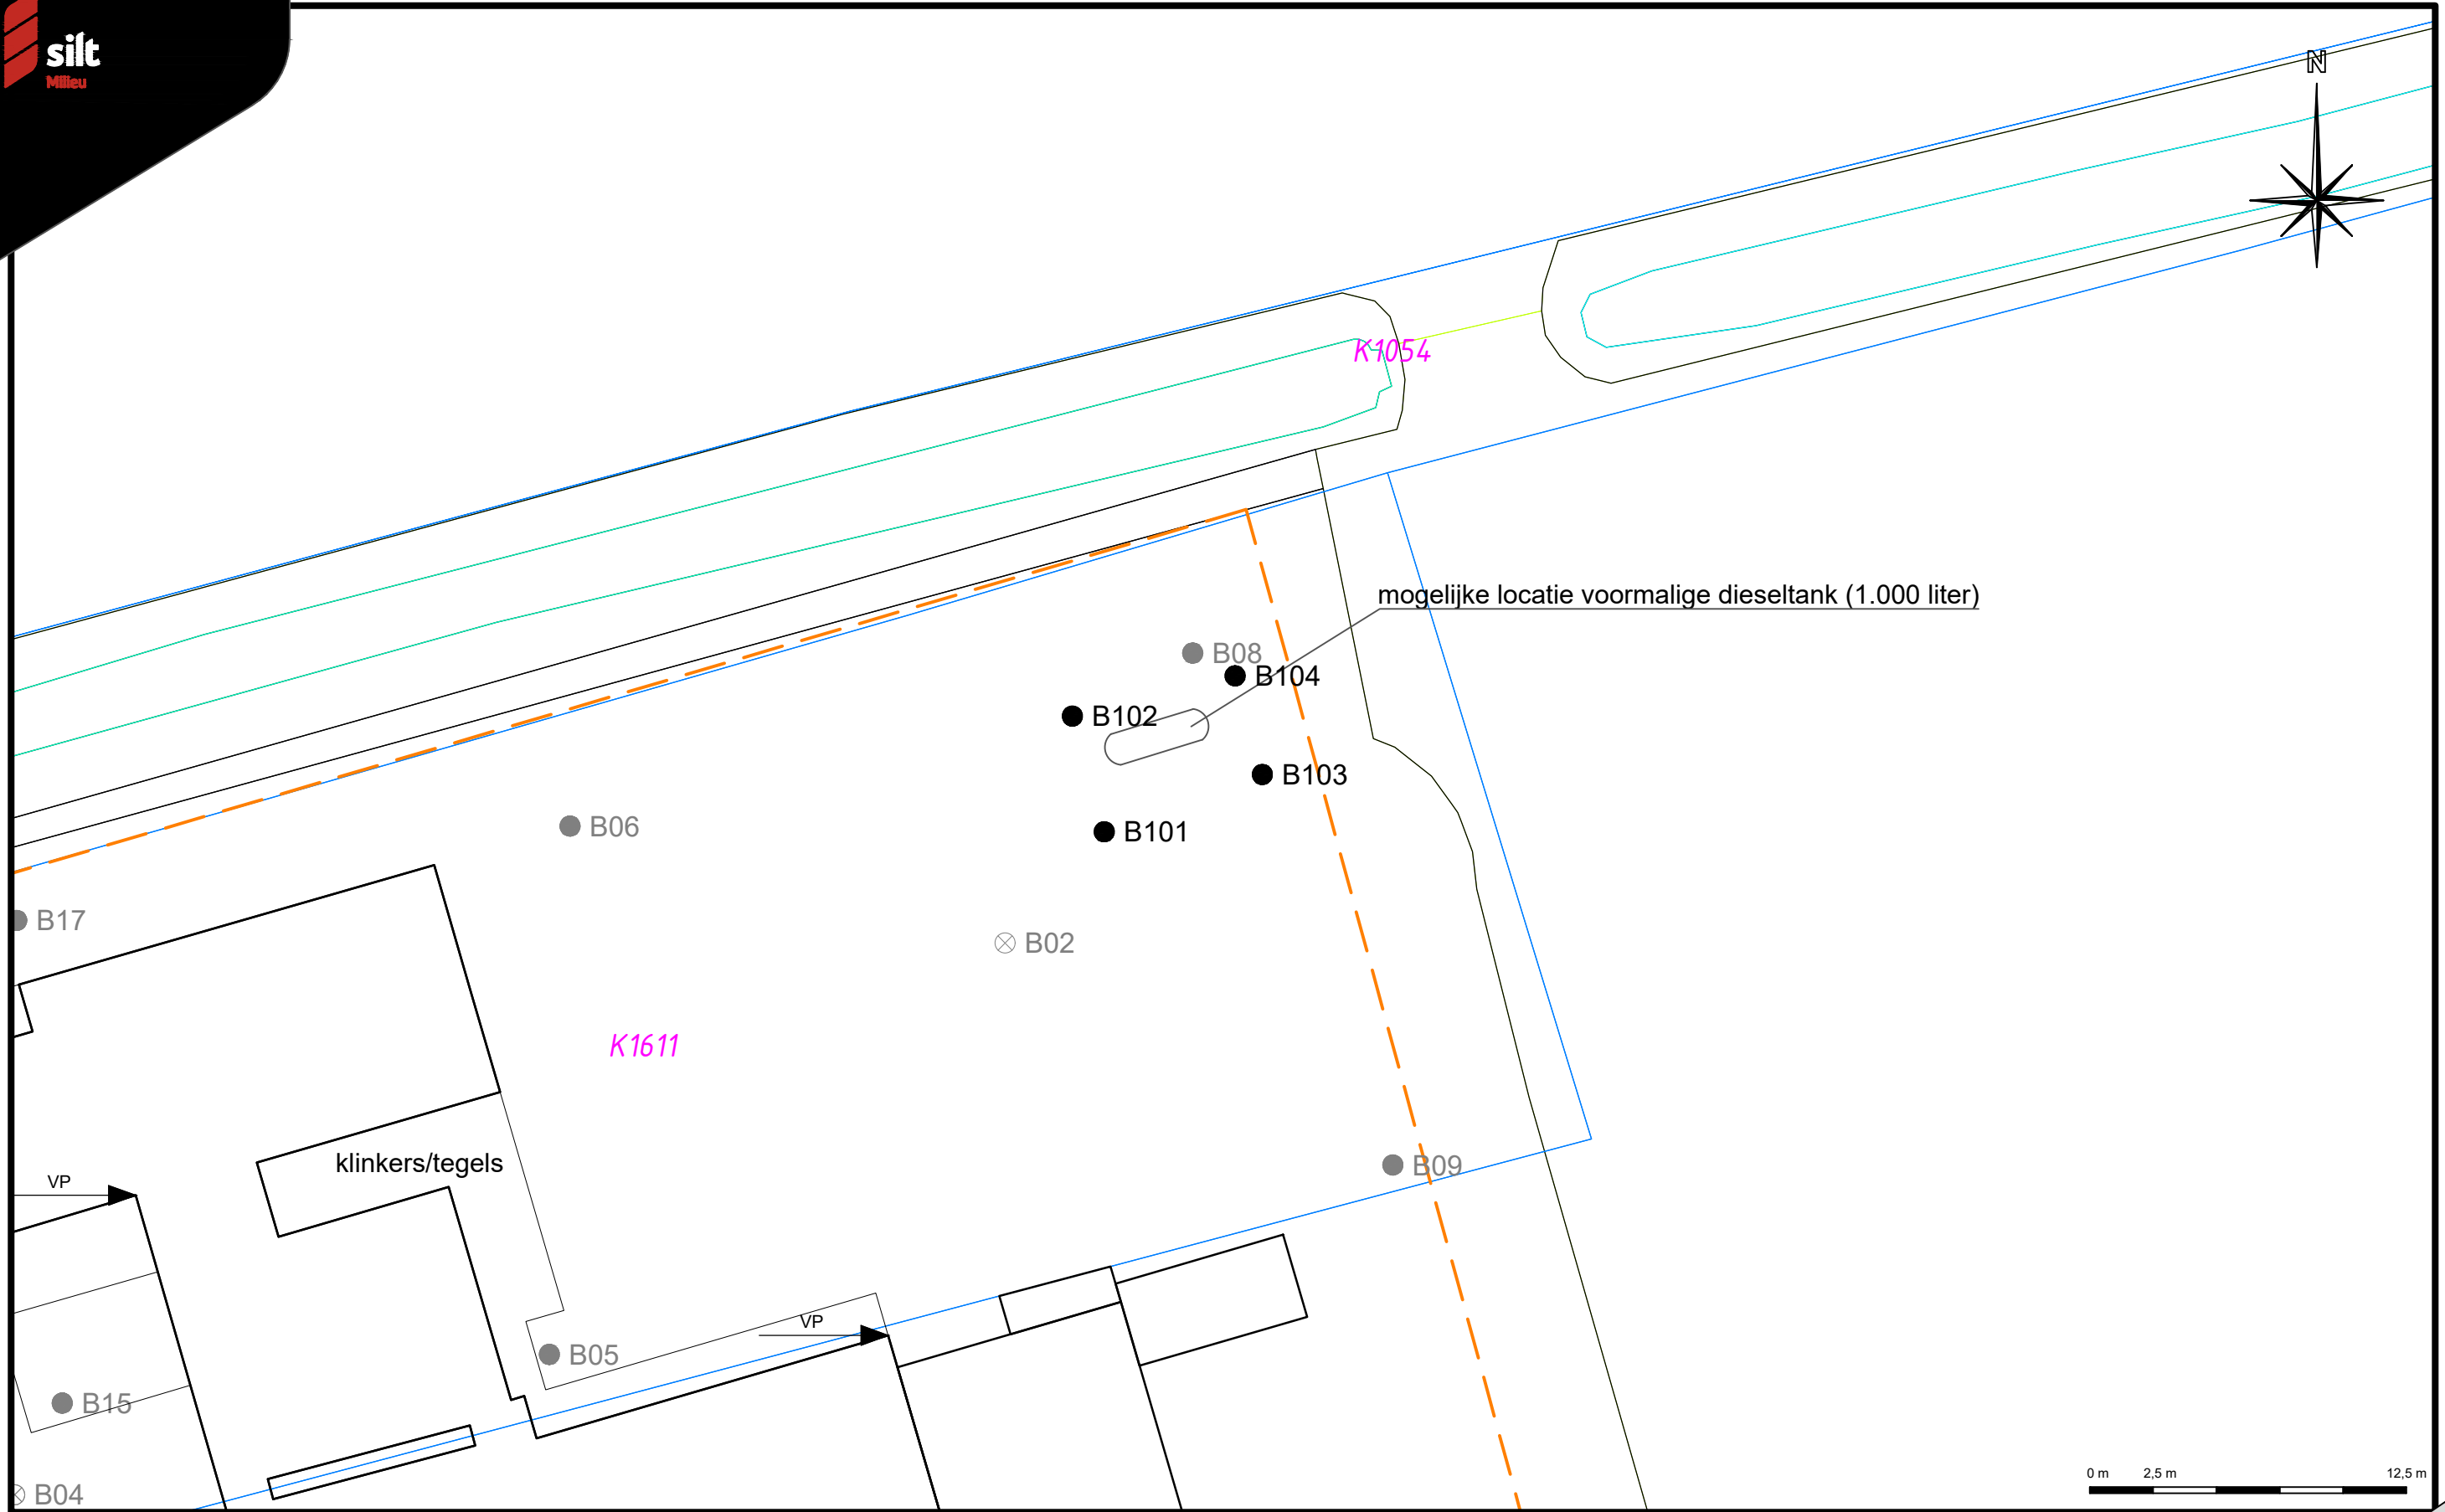 silt
Milieu
N
K1054
mogelijke locatie voormalige dieseltank (1.000 liter)
B08
B104
B102
B103
B06
B101
B17
B02
K1611
klinkers/tegels
B09
VP
VP
B05
B15
B04
0 m 2,5 m 12,5 m